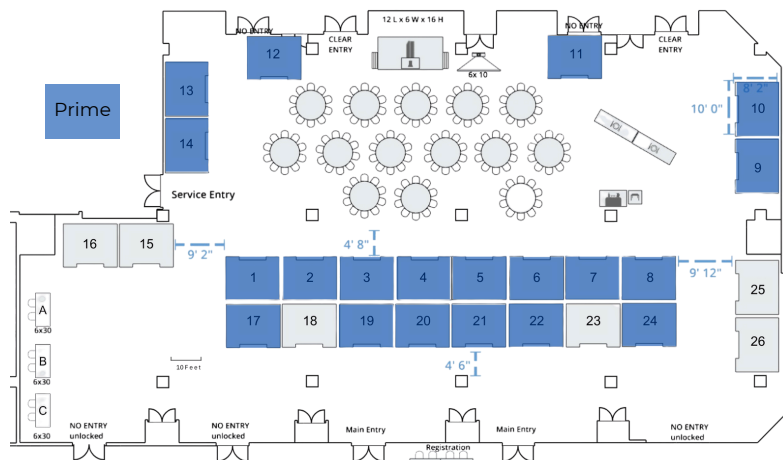 12 L x 6 W x 16 H
NO ENTRY
NO ENTRY
CLEAR
ENTRY
CLEAR
ENTRY
12
11
6x 10
13
8' 2"
10
10' 0"
Prime
14
9
Service Entry
16
15
9' 2"
4' 8"
9' 12"
1
2
3
4
5
6
7
8
25
17
18
19
20
21
22
23
24
26
A
6x30
B
6x30
C
6x30
10 Feet
4' 6"
NO ENTRY
unlocked
NO ENTRY
unlocked
Main Entry
Main Entry
NO ENTRY
unlocked
Registration